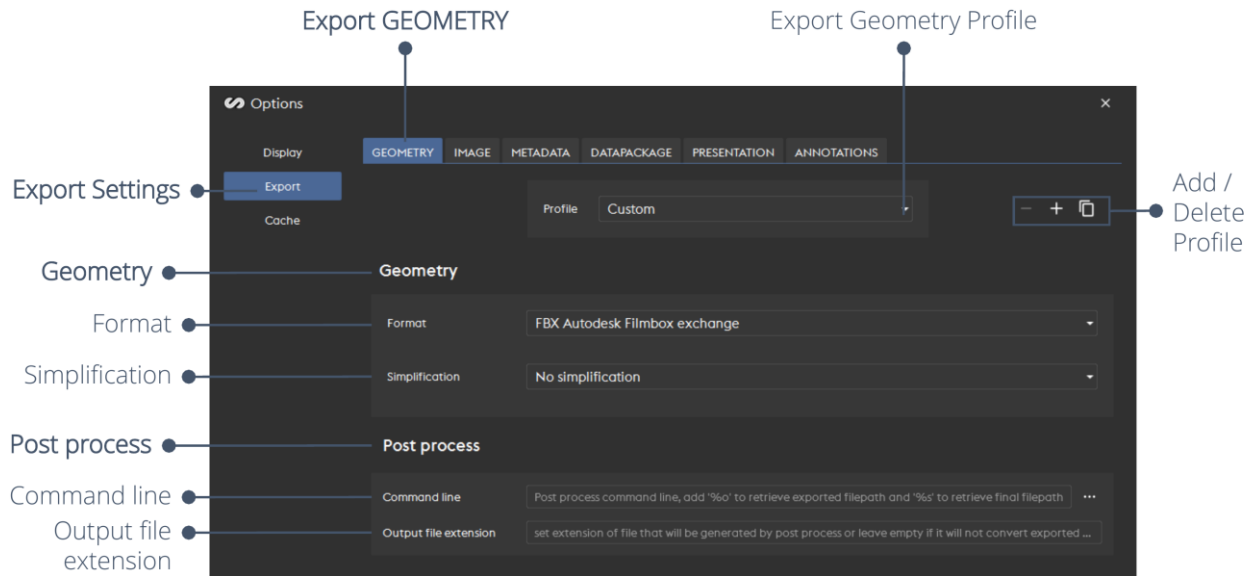 Export GEOMETRY
Export Geometry Profile
Options
×
Display
GEOMETRY IMAGE METADATA DATAPACKAGE PRESENTATION ANNOTATIONS
Export Settings
Export
Profile Custom
− +
Add /
Delete
Profile
Cache
Geometry
Geometry
Format
Format FBX Autodesk Filmbox exchange
Simplification
Simplification No simplification
Post process
Post process
Command line
Command line Post process command line, add '%o' to retrieve exported filepath and '%s' to retrieve final filepath ...
Output file
extension
Output file extension set extension of file that will be generated by post process or leave empty if it will not convert exported ...